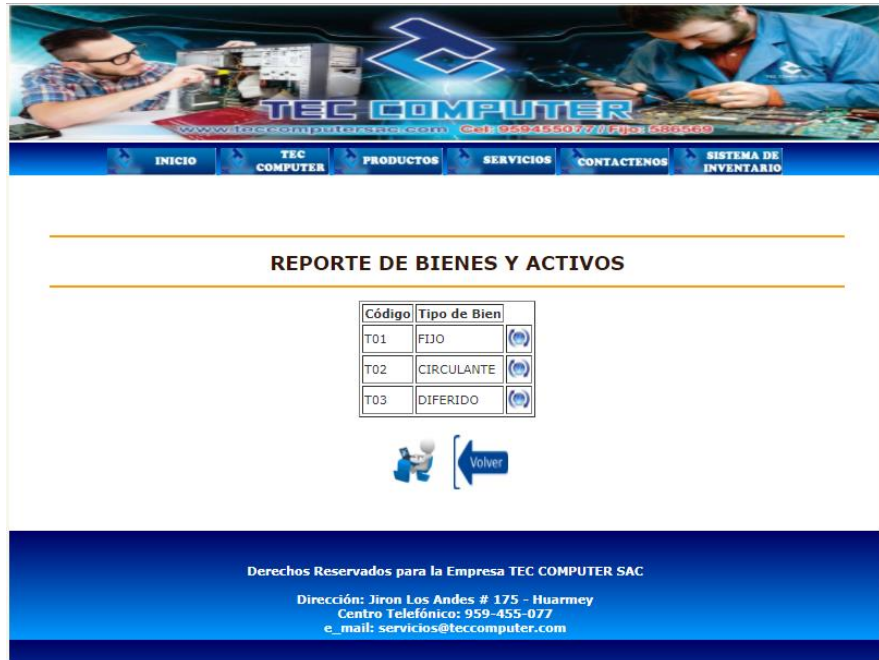 TEC COMPUTER
www.teccomputersac.com Cel: 959455077 / Fijo: 586569
INICIO
TEC
COMPUTER
PRODUCTOS
SERVICIOS
CONTACTENOS
SISTEMA DE
INVENTARIO
REPORTE DE BIENES Y ACTIVOS
Código Tipo de Bien
T01 FIJO
T02 CIRCULANTE
T03 DIFERIDO
Volver
Derechos Reservados para la Empresa TEC COMPUTER SAC
Dirección: Jiron Los Andes # 175 - Huarmey
Centro Telefónico: 959-455-077
e_mail: servicios@teccomputer.com